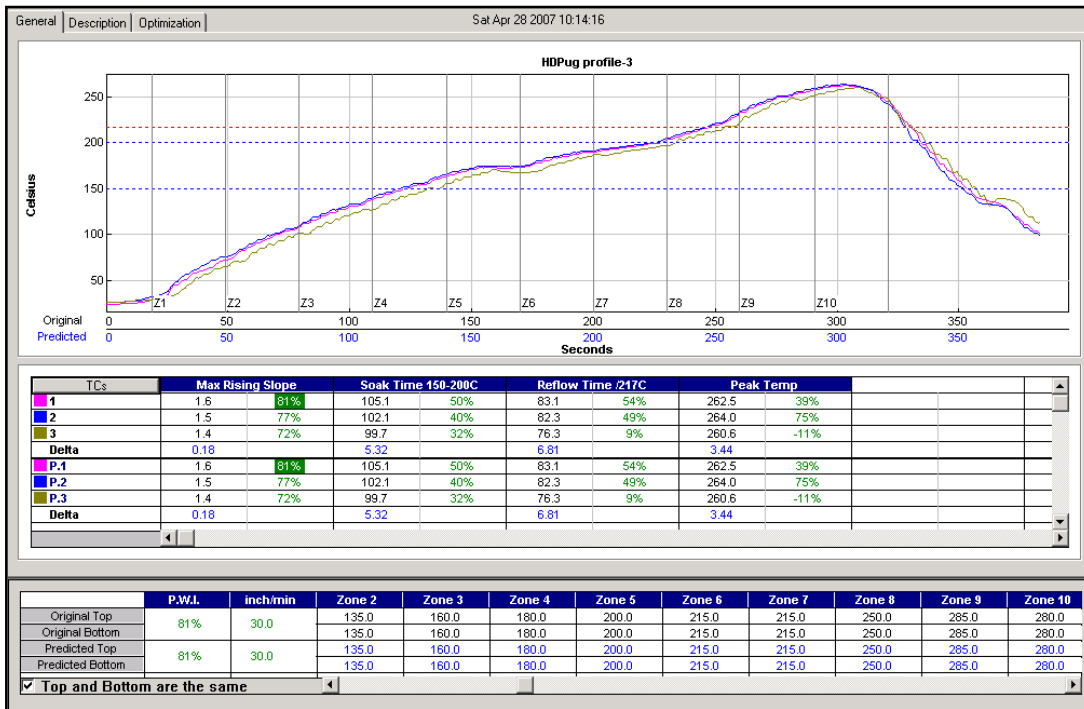 General Description Optimization Sat Apr 28 2007 10:14:16
HDPug profile-3
Celsius
250
200
150
100
50
Z1 Z2 Z3 Z4 Z5 Z6 Z7 Z8 Z9 Z10
Original 0 50 100 150 200 250 300 350
Predicted 0 50 100 150 200 250 300 350
Seconds
TCs Max Rising Slope Soak Time 150-200C Reflow Time /217C Peak Temp
1 1.6 81% 105.1 50% 83.1 54% 262.5 39%
2 1.5 77% 102.1 40% 82.3 49% 264.0 75%
3 1.4 72% 99.7 32% 76.3 9% 260.6 -11%
Delta 0.18 5.32 6.81 3.44
P.1 1.6 81% 105.1 50% 83.1 54% 262.5 39%
P.2 1.5 77% 102.1 40% 82.3 49% 264.0 75%
P.3 1.4 72% 99.7 32% 76.3 9% 260.6 -11%
Delta 0.18 5.32 6.81 3.44
P.W.I. inch/min Zone 2 Zone 3 Zone 4 Zone 5 Zone 6 Zone 7 Zone 8 Zone 9 Zone 10
Original Top 81% 30.0 135.0 160.0 180.0 200.0 215.0 215.0 250.0 285.0 280.0
Original Bottom 135.0 160.0 180.0 200.0 215.0 215.0 250.0 285.0 280.0
Predicted Top 81% 30.0 135.0 160.0 180.0 200.0 215.0 215.0 250.0 285.0 280.0
Predicted Bottom 135.0 160.0 180.0 200.0 215.0 215.0 250.0 285.0 280.0
Top and Bottom are the same